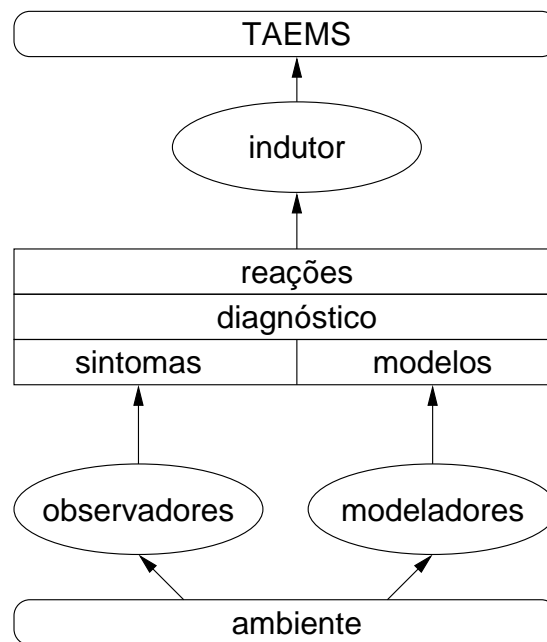 TAEMS
indutor
reações
diagnóstico
sintomas
modelos
observadores
modeladores
ambiente